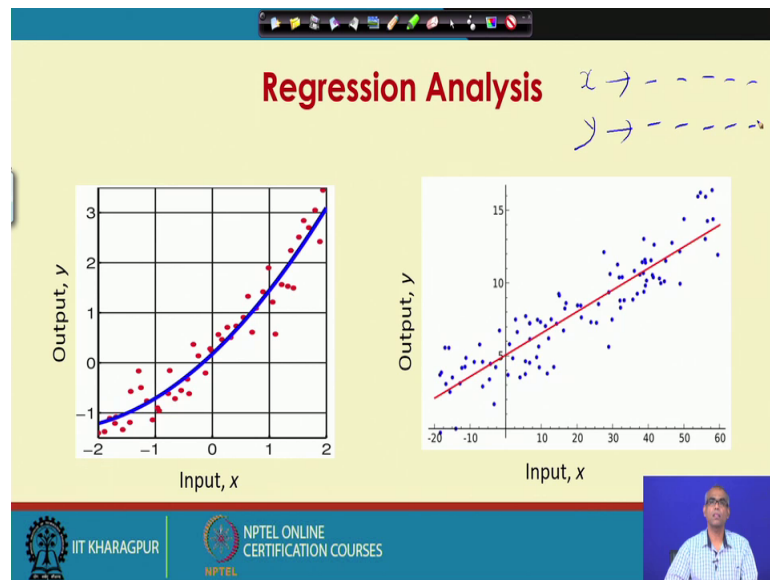 Regression Analysis
x → - - - - -
y → - - - - -
3
2
1
0
-1
-2
-1
0
1
2
Output, y
Input, x
15
10
5
-20
-10
10
20
30
40
50
60
Output, y
Input, x
IIT KHARAGPUR
NPTEL
NPTEL ONLINE
CERTIFICATION COURSES